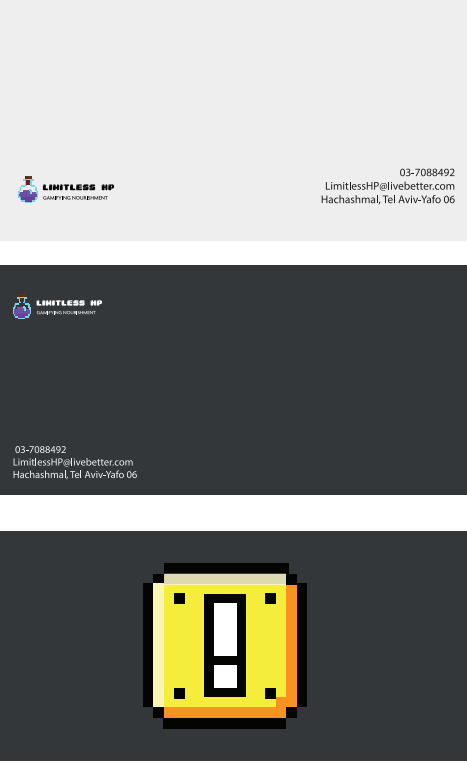 LIMITLESS HP
GAMIFYING NOURISHMENT
03-7088492
LimitlessHP@livebetter.com
Hachashmal, Tel Aviv-Yafo 06
LIMITLESS HP
GAMIFYING NOURISHMENT
03-7088492
LimitlessHP@livebetter.com
Hachashmal, Tel Aviv-Yafo 06
!